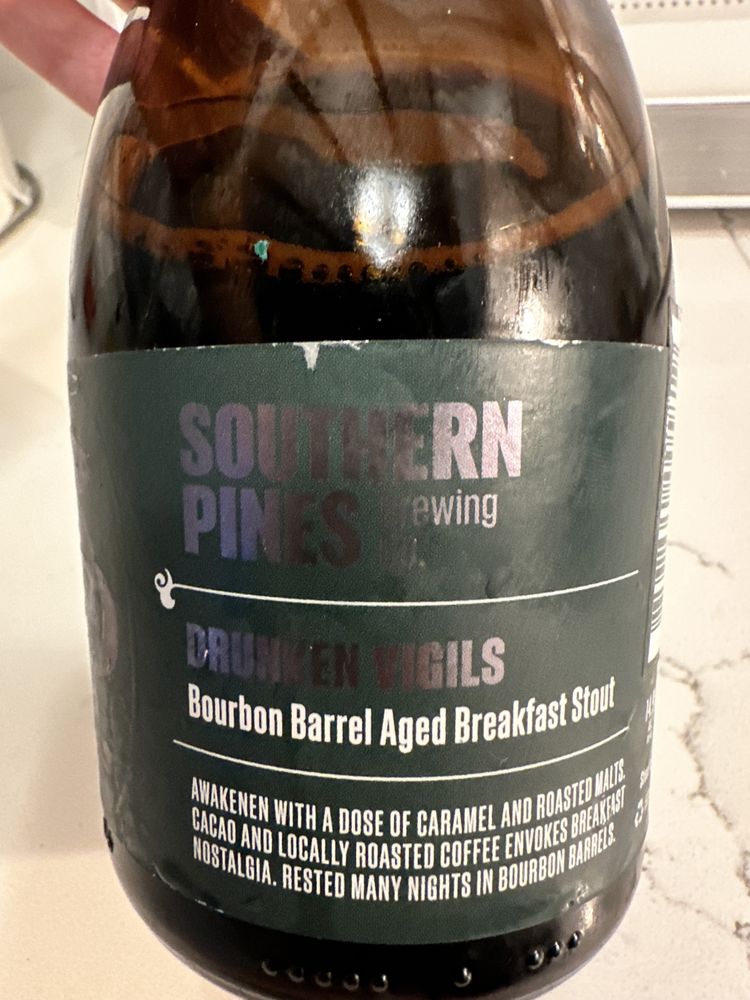 SOUTHERN
PINES Brewing
Co.
DRUNKEN VIGILS
Bourbon Barrel Aged Breakfast Stout
AWAKENEN WITH A DOSE OF CARAMEL AND ROASTED MALTS.
CACAO AND LOCALLY ROASTED COFFEE ENVOKES BREAKFAST
NOSTALGIA. RESTED MANY NIGHTS IN BOURBON BARRELS.